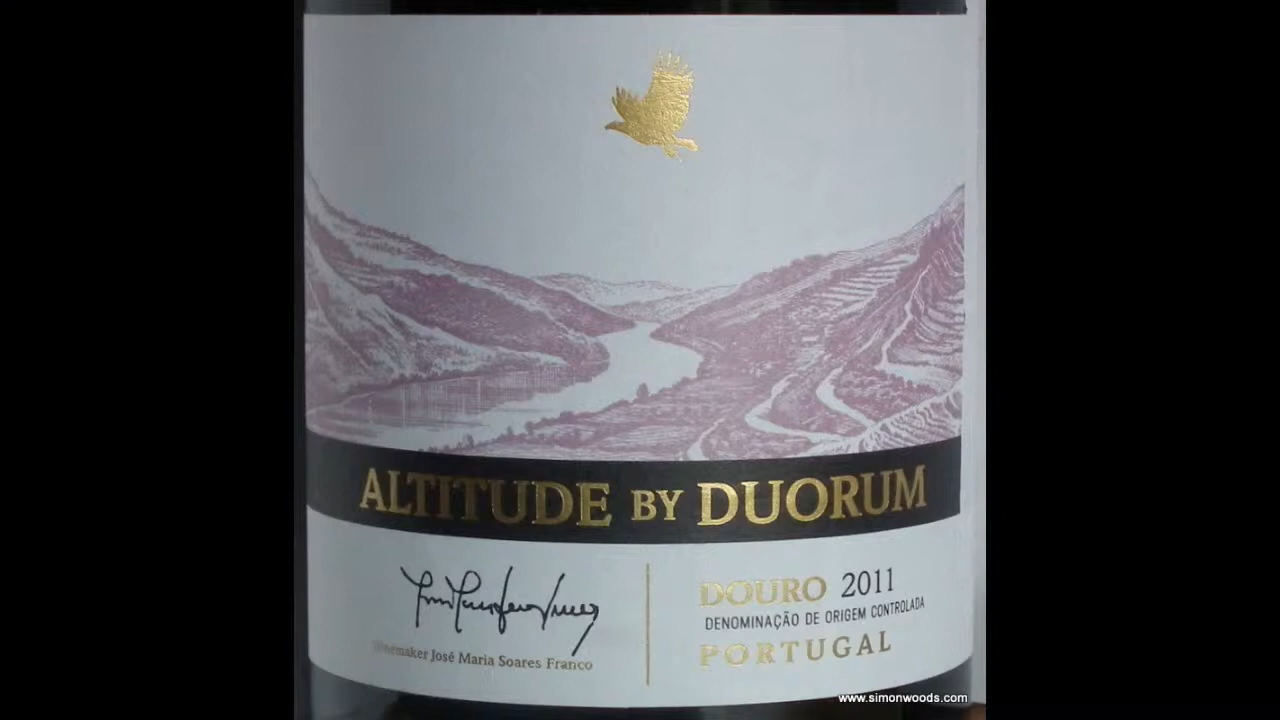 ALTITUDE BY DUORUM
Winemaker José Maria Soares Franco
DOURO 2011
DENOMINAÇÃO DE ORIGEM CONTROLADA
PORTUGAL
www.simonwoods.com